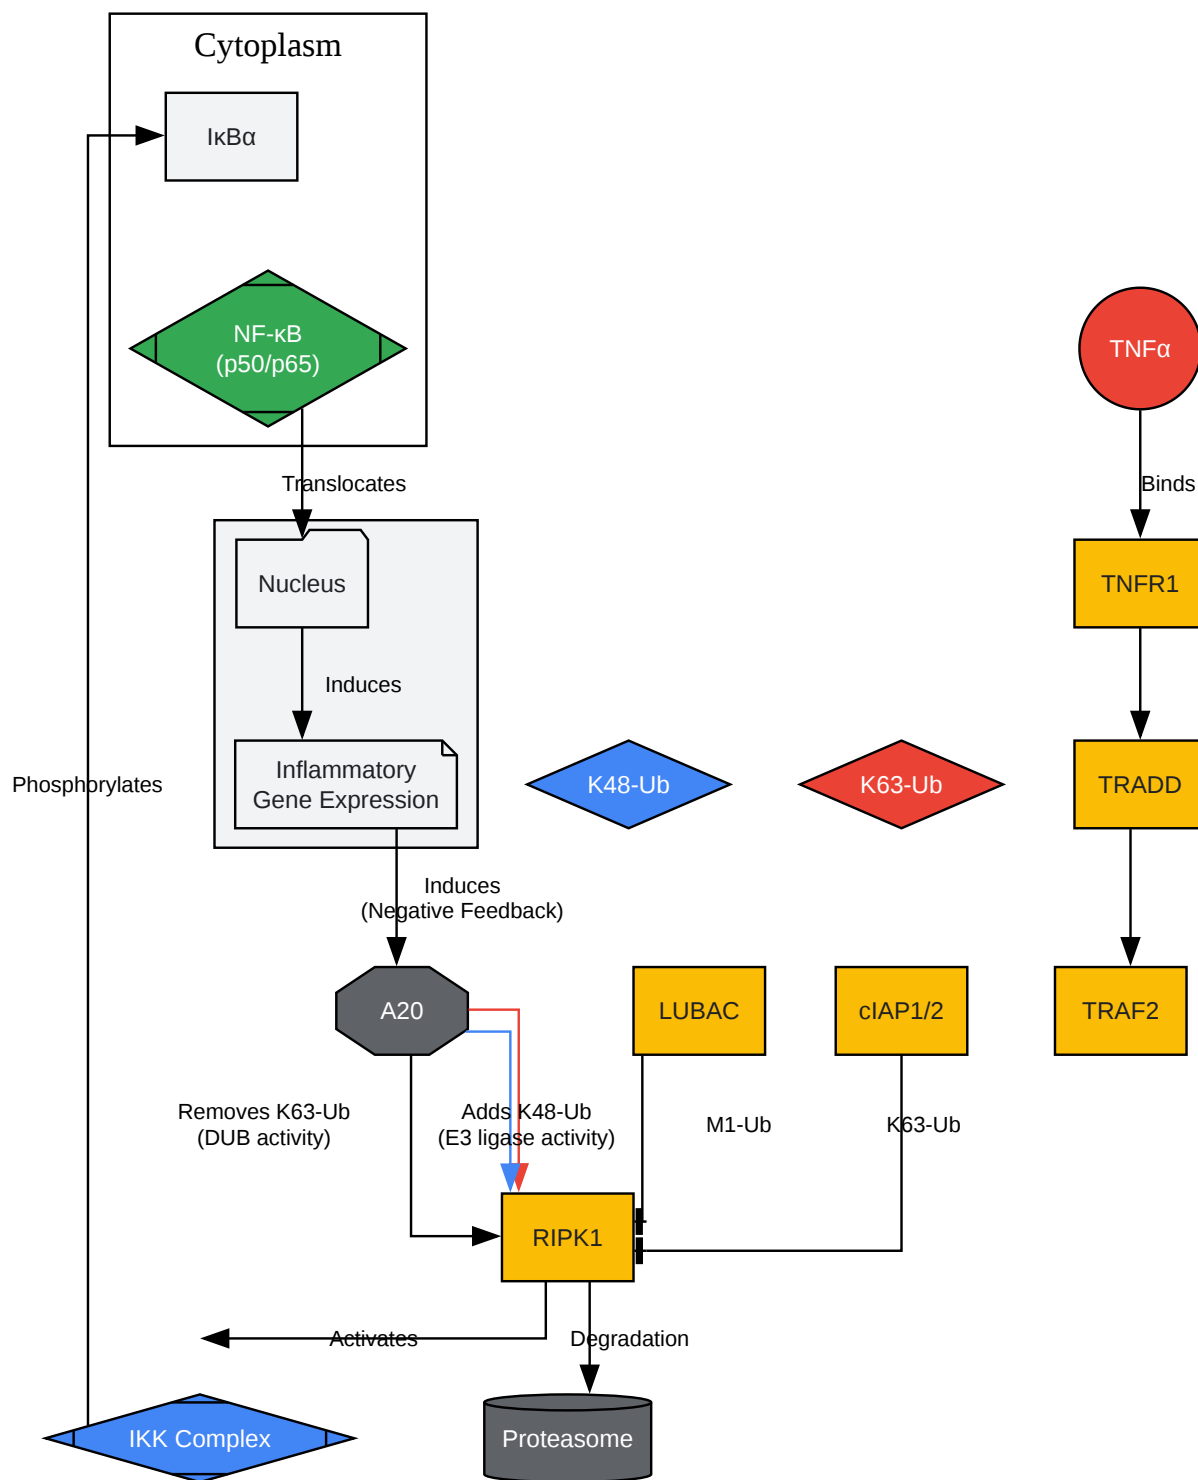 Cytoplasm
IκBα
NF-κB
(p50/p65)
TNFα
Translocates
Binds
Nucleus
TNFR1
Induces
Phosphorylates
Inflammatory
Gene Expression
K48-Ub
K63-Ub
TRADD
Induces
(Negative Feedback)
A20
LUBAC
cIAP1/2
TRAF2
Removes K63-Ub
(DUB activity)
Adds K48-Ub
(E3 ligase activity)
M1-Ub
K63-Ub
RIPK1
Activates
Degradation
IKK Complex
Proteasome